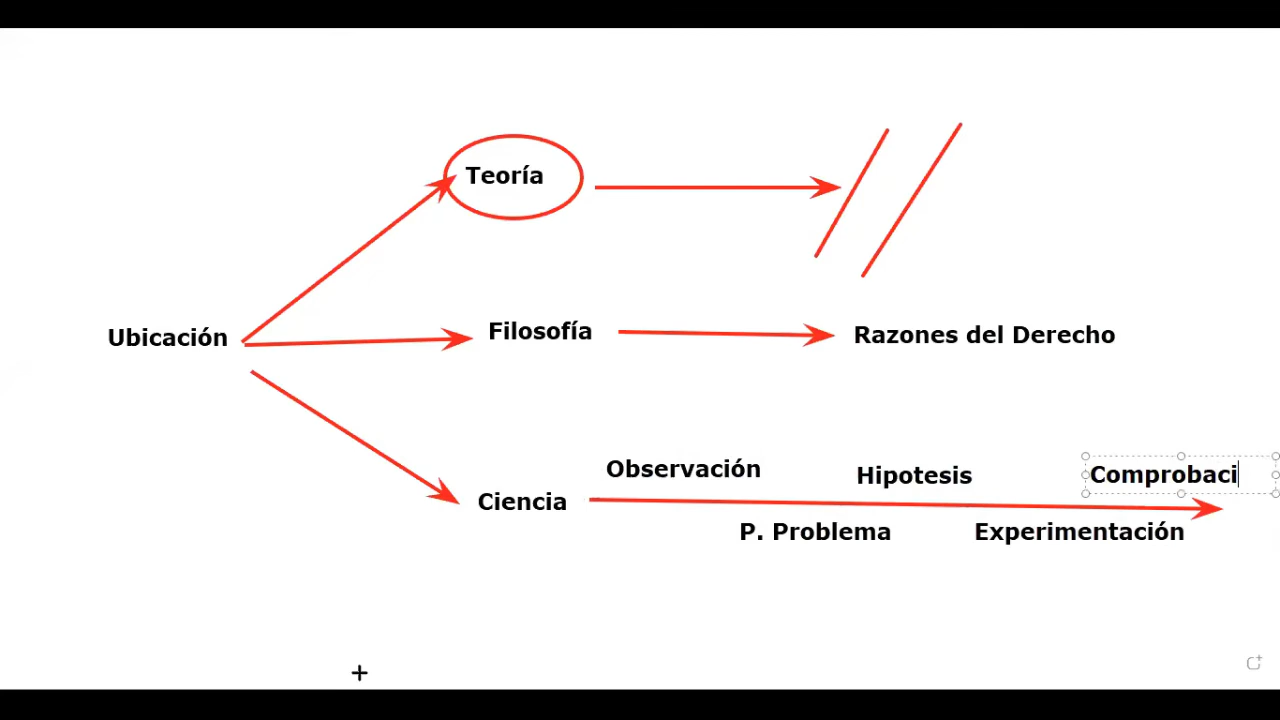 Teoría
Ubicación
Filosofía
Razones del Derecho
Observación
Hipotesis
Comprobaci
Ciencia
P. Problema
Experimentación